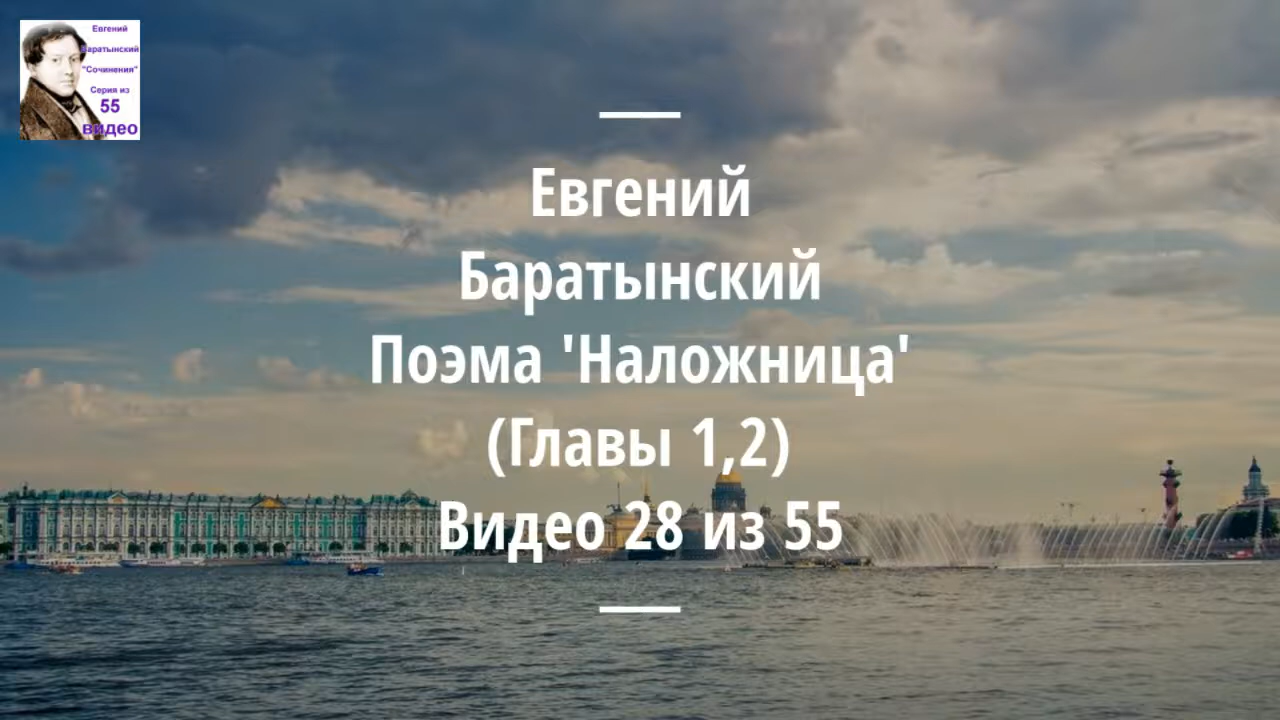 Евгений
Баратынский
"Сочинения"
Серия из
55
видео
Евгений
Баратынский
Поэма 'Наложница'
(Главы 1,2)
Видео 28 из 55